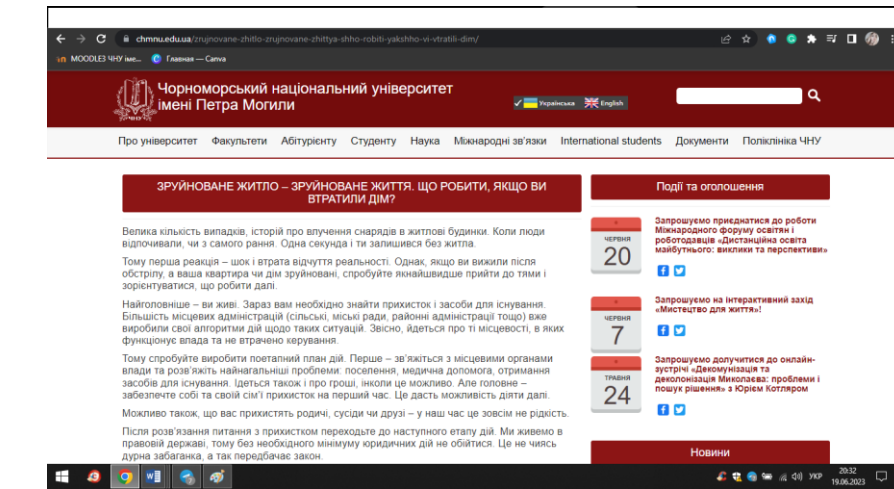 chmnu.edu.ua/zrujnovane-zhitlo-zrujnovane-zhittya-shho-robiti-yakshho-vi-vtratili-dim/
MOODLE3 ЧНУ іме...
Главная — Canva
Чорноморський національний університет
імені Петра Могили
Українська
English
Про університет
Факультети
Абітурієнту
Студенту
Наука
Міжнародні зв'язки
International students
Документи
Поліклініка ЧНУ
ЗРУЙНОВАНЕ ЖИТЛО – ЗРУЙНОВАНЕ ЖИТТЯ. ЩО РОБИТИ, ЯКЩО ВИ
ВТРАТИЛИ ДІМ?
Велика кількість випадків, історій про влучення снарядів в житлові будинки. Коли люди
відпочивали, чи з самого рання. Одна секунда і ти залишився без житла.
Тому перша реакція – шок і втрата відчуття реальності. Однак, якщо ви вижили після
обстрілу, а ваша квартира чи дім зруйновані, спробуйте якнайшвидше прийти до тями і
зорієнтуватися, що робити далі.
Найголовніше – ви живі. Зараз вам необхідно знайти прихисток і засоби для існування.
Більшість місцевих адміністрацій (сільські, міські ради, районні адміністрації тощо) вже
виробили свої алгоритми дій щодо таких ситуацій. Звісно, йдеться про ті місцевості, в яких
функціонує влада та не втрачено керування.
Тому спробуйте виробити поетапний план дій. Перше – зв'яжіться з місцевими органами
влади та розв'яжіть найнагальніші проблеми: поселення, медична допомога, отримання
засобів для існування. Ідеться також і про гроші, інколи це можливо. Але головне –
забезпечте собі та своїй сім'ї прихисток на перший час. Це дасть можливість діяти далі.
Можливо також, що вас прихистять родичі, сусіди чи друзі – у наш час це зовсім не рідкість.
Після розв'язання питання з прихистком переходьте до наступного етапу дій. Ми живемо в
правовій державі, тому без необхідного мінімуму юридичних дій не обійтися. Це не чиясь
дурна забаганка, а так передбачає закон.
Події та оголошення
ЧЕРВНЯ
20
Запрошуємо приєднатися до роботи
Міжнародного форуму освітян і
роботодавців «Дистанційна освіта
майбутнього: виклики та перспективи»
ЧЕРВНЯ
7
Запрошуємо на інтерактивний захід
«Мистецтво для життя»!
ТРАВНЯ
24
Запрошуємо долучитися до онлайн-
зустрічі «Декомунізація та
деколонізація Миколаєва: проблеми і
пошук рішення» з Юрієм Котляром
Новини
УКР
20:32
19.06.2023